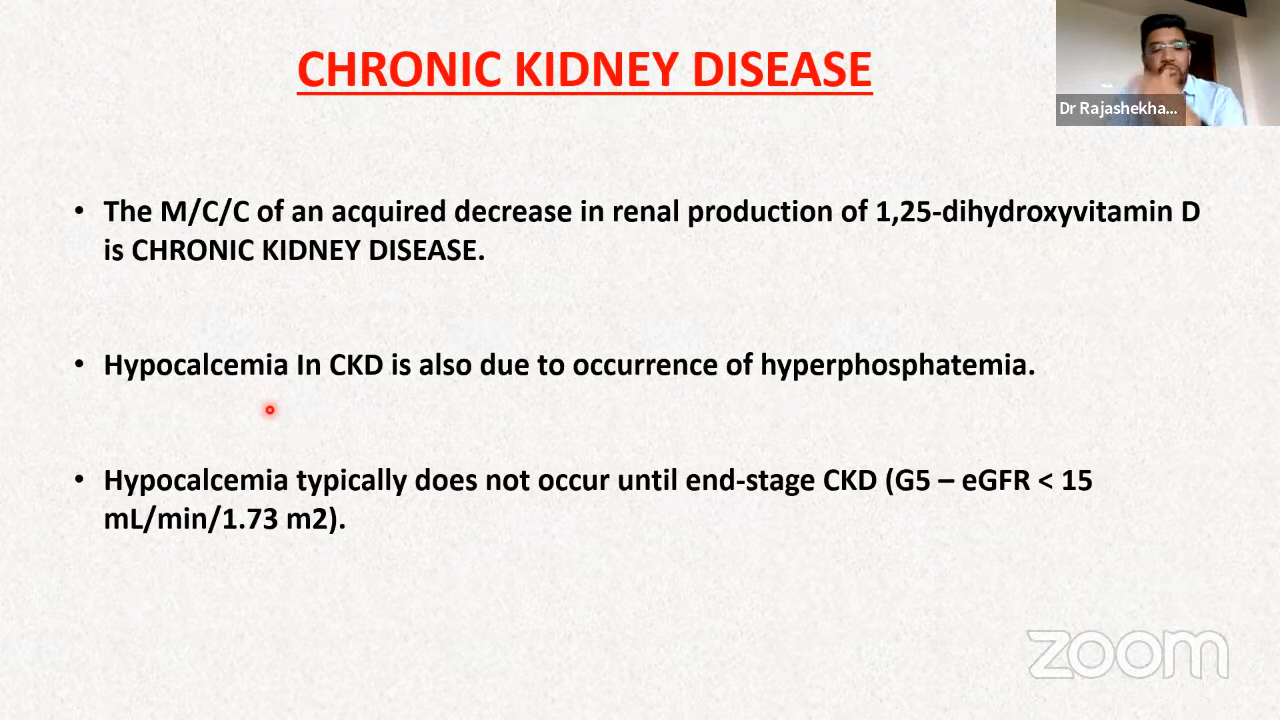 CHRONIC KIDNEY DISEASE
Dr Rajashekha...
• The M/C/C of an acquired decrease in renal production of 1,25-dihydroxyvitamin D
is CHRONIC KIDNEY DISEASE.
• Hypocalcemia In CKD is also due to occurrence of hyperphosphatemia.
• Hypocalcemia typically does not occur until end-stage CKD (G5 – eGFR < 15
mL/min/1.73 m2).
zoom